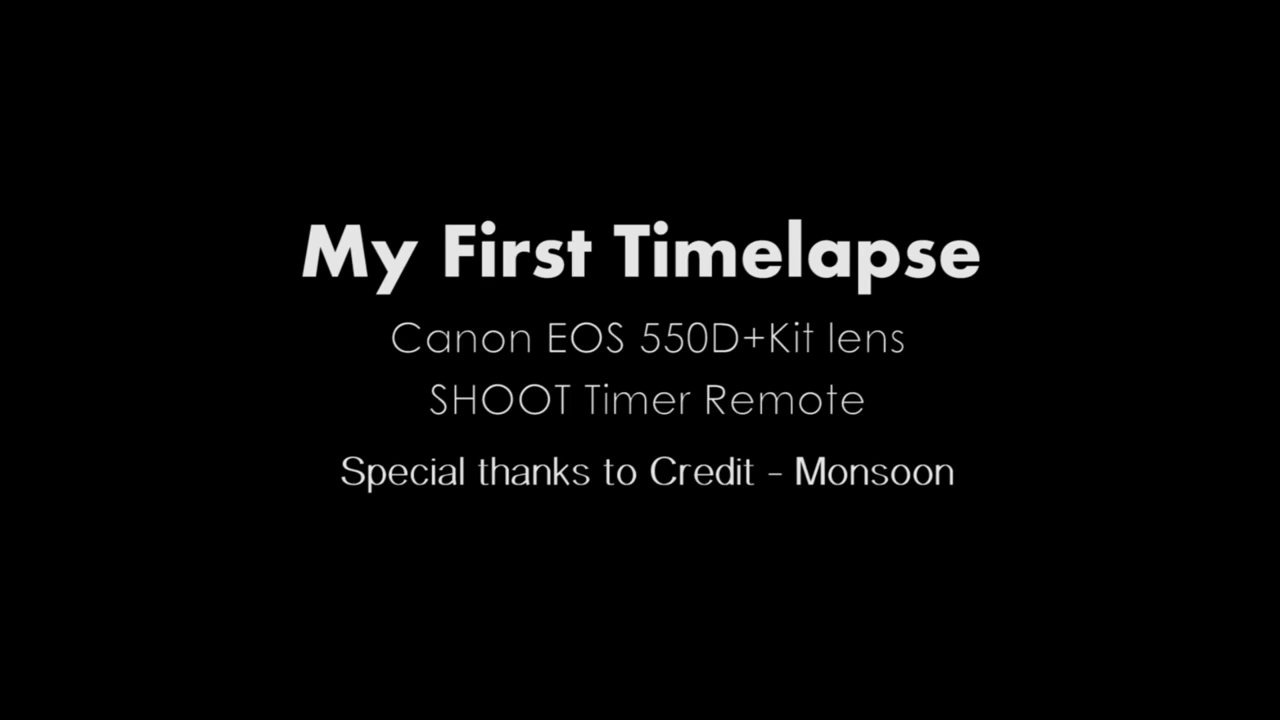 My First Timelapse
Canon EOS 550D+Kit lens
SHOOT Timer Remote
Special thanks to Credit - Monsoon